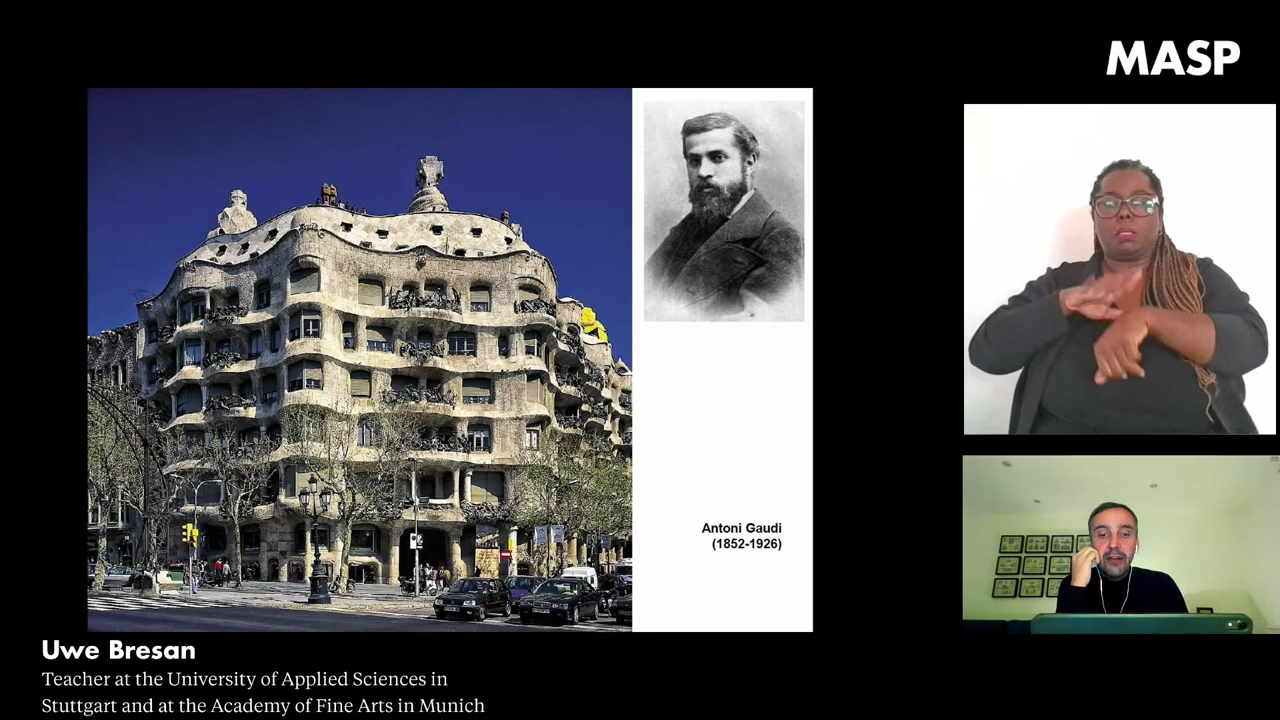 MASP
Antoni Gaudi
(1852-1926)
Uwe Bresan
Teacher at the University of Applied Sciences in
Stuttgart and at the Academy of Fine Arts in Munich